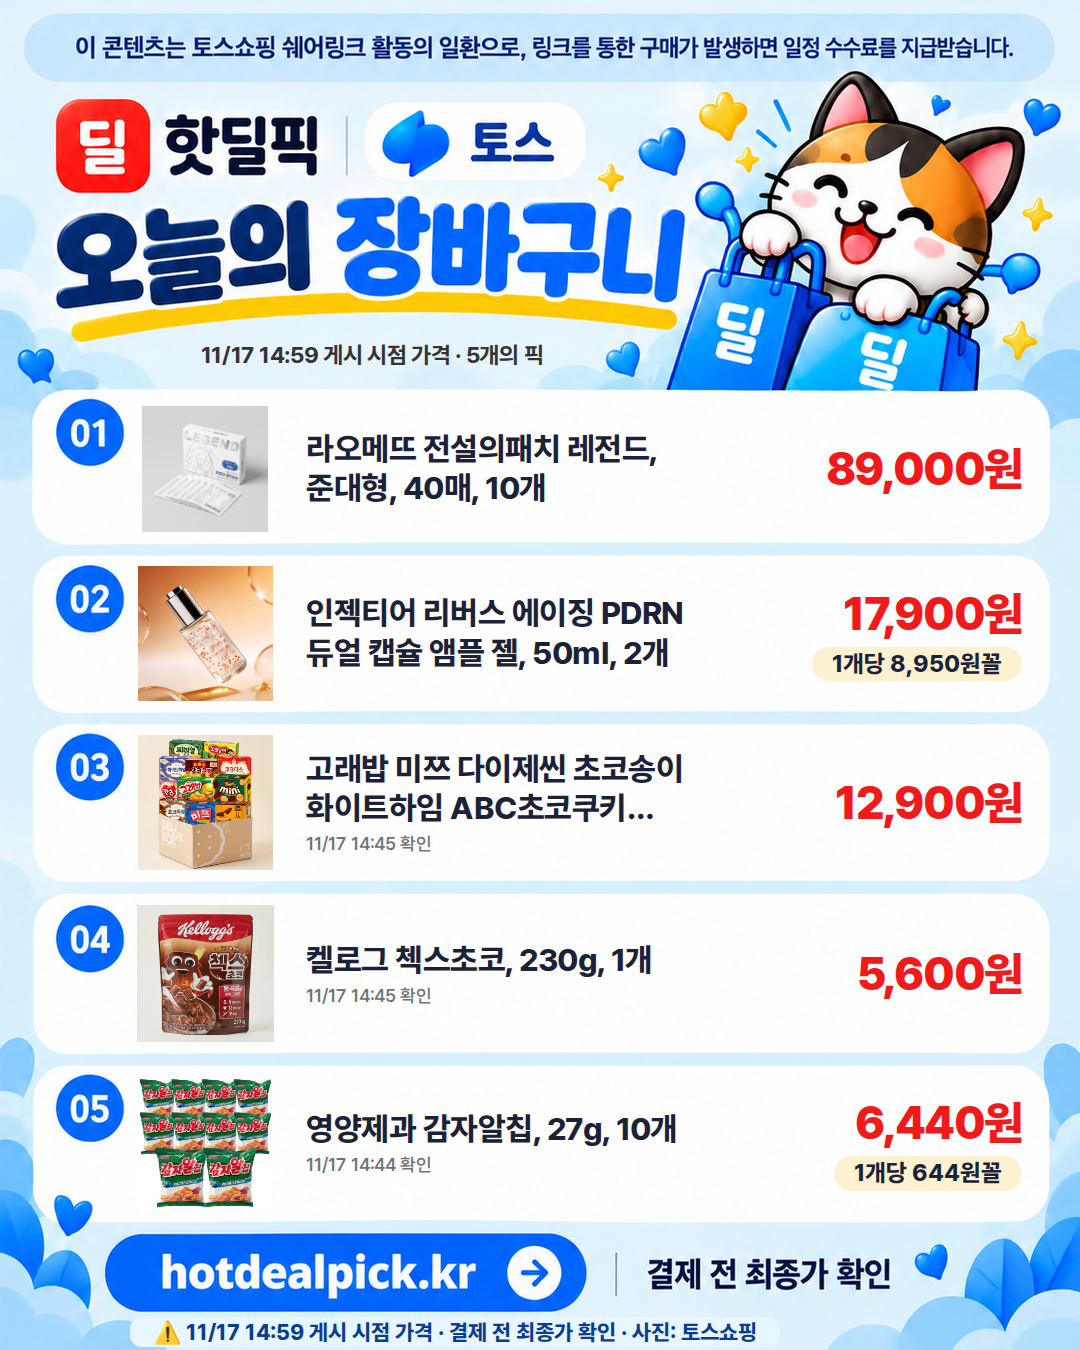 이 콘텐츠는 토스쇼핑 쉐어링크 활동의 일환으로, 링크를 통한 구매가 발생하면 일정 수수료를 지급받습니다.
딜 핫딜픽 토스
오늘의 장바구니
딜
딜
11/17 14:59 게시 시점 가격 · 5개의 픽
01
LEGEND
라오메뜨 전설의패치 레전드,
준대형, 40매, 10개
89,000원
02
인젝티어 리버스 에이징 PDRN
듀얼 캡슐 앰플 젤, 50ml, 2개
17,900원
1개당 8,950원꼴
03
고래밥 미쯔 다이제씬 초코송이
화이트하임 ABC초코쿠키...
11/17 14:45 확인
12,900원
mini
미쯔
04
Kellogg's
첵스
초코
켈로그 첵스초코, 230g, 1개
11/17 14:45 확인
5,600원
05
감자알칩
영양제과 감자알칩, 27g, 10개
11/17 14:44 확인
6,440원
1개당 644원꼴
hotdealpick.kr
결제 전 최종가 확인
11/17 14:59 게시 시점 가격 · 결제 전 최종가 확인 · 사진: 토스쇼핑